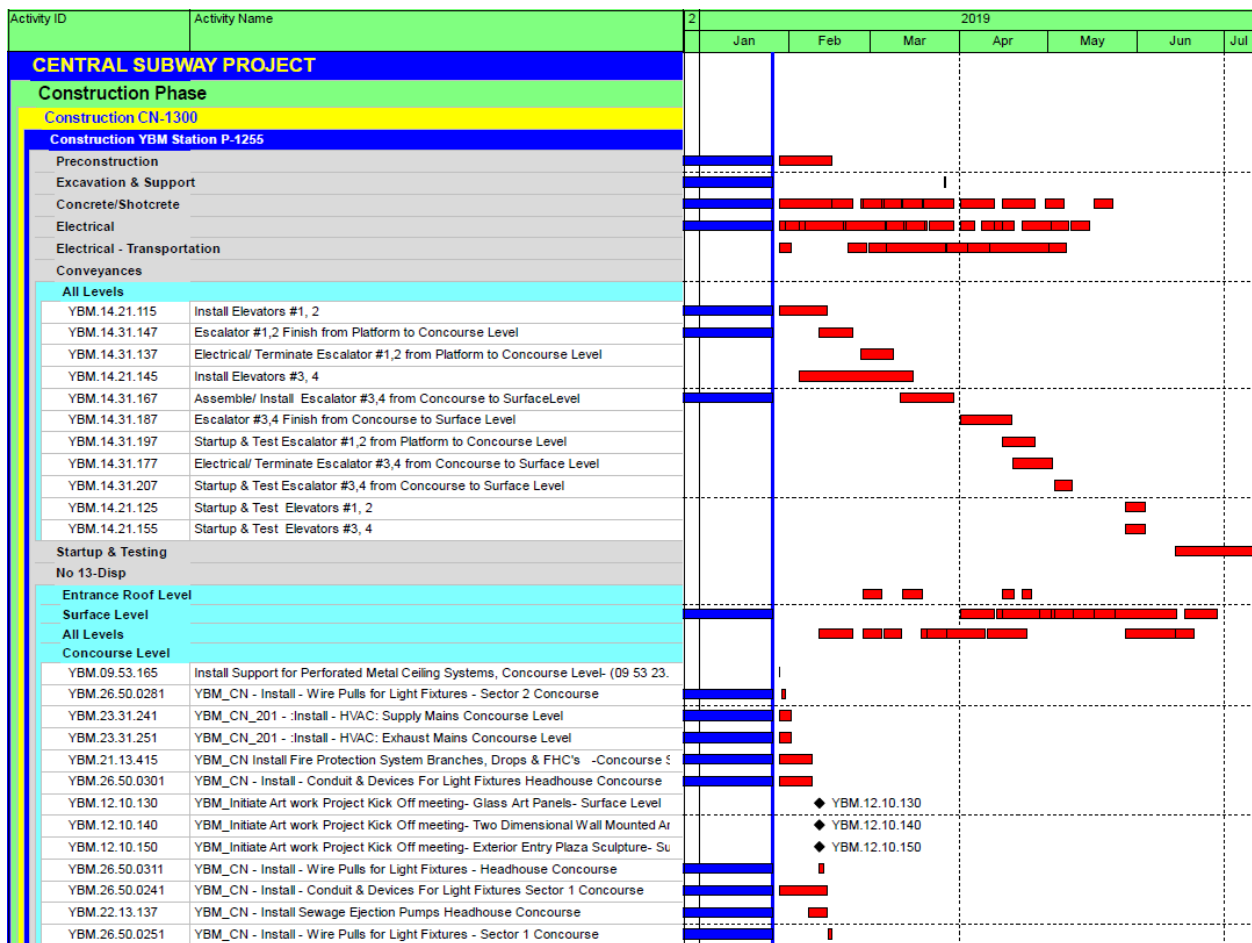 Activity ID Activity Name 2 2019
Jan Feb Mar Apr May Jun Jul
CENTRAL SUBWAY PROJECT
Construction Phase
Construction CN-1300
Construction YBM Station P-1255
Preconstruction
Excavation & Support
Concrete/Shotcrete
Electrical
Electrical - Transportation
Conveyances
All Levels
YBM.14.21.115 Install Elevators #1, 2
YBM.14.31.147 Escalator #1,2 Finish from Platform to Concourse Level
YBM.14.31.137 Electrical/ Terminate Escalator #1,2 from Platform to Concourse Level
YBM.14.21.145 Install Elevators #3, 4
YBM.14.31.167 Assemble/ Install Escalator #3,4 from Concourse to SurfaceLevel
YBM.14.31.187 Escalator #3,4 Finish from Concourse to Surface Level
YBM.14.31.197 Startup & Test Escalator #1,2 from Platform to Concourse Level
YBM.14.31.177 Electrical/ Terminate Escalator #3,4 from Concourse to Surface Level
YBM.14.31.207 Startup & Test Escalator #3,4 from Concourse to Surface Level
YBM.14.21.125 Startup & Test Elevators #1, 2
YBM.14.21.155 Startup & Test Elevators #3, 4
Startup & Testing
No 13-Disp
Entrance Roof Level
Surface Level
All Levels
Concourse Level
YBM.09.53.165 Install Support for Perforated Metal Ceiling Systems, Concourse Level- (09 53 23.
YBM.26.50.0281 YBM_CN - Install - Wire Pulls for Light Fixtures - Sector 2 Concourse
YBM.23.31.241 YBM_CN_201 - :Install - HVAC: Supply Mains Concourse Level
YBM.23.31.251 YBM_CN_201 - :Install - HVAC: Exhaust Mains Concourse Level
YBM.21.13.415 YBM_CN Install Fire Protection System Branches, Drops & FHC's -Concourse S
YBM.26.50.0301 YBM_CN - Install - Conduit & Devices For Light Fixtures Headhouse Concourse
YBM.12.10.130 YBM_Initiate Art work Project Kick Off meeting- Glass Art Panels- Surface Level YBM.12.10.130
YBM.12.10.140 YBM_Initiate Art work Project Kick Off meeting- Two Dimensional Wall Mounted Ar YBM.12.10.140
YBM.12.10.150 YBM_Initiate Art work Project Kick Off meeting- Exterior Entry Plaza Sculpture- Su YBM.12.10.150
YBM.26.50.0311 YBM_CN - Install - Wire Pulls for Light Fixtures - Headhouse Concourse
YBM.26.50.0241 YBM_CN - Install - Conduit & Devices For Light Fixtures Sector 1 Concourse
YBM.22.13.137 YBM_CN - Install Sewage Ejection Pumps Headhouse Concourse
YBM.26.50.0251 YBM_CN - Install - Wire Pulls for Light Fixtures - Sector 1 Concourse